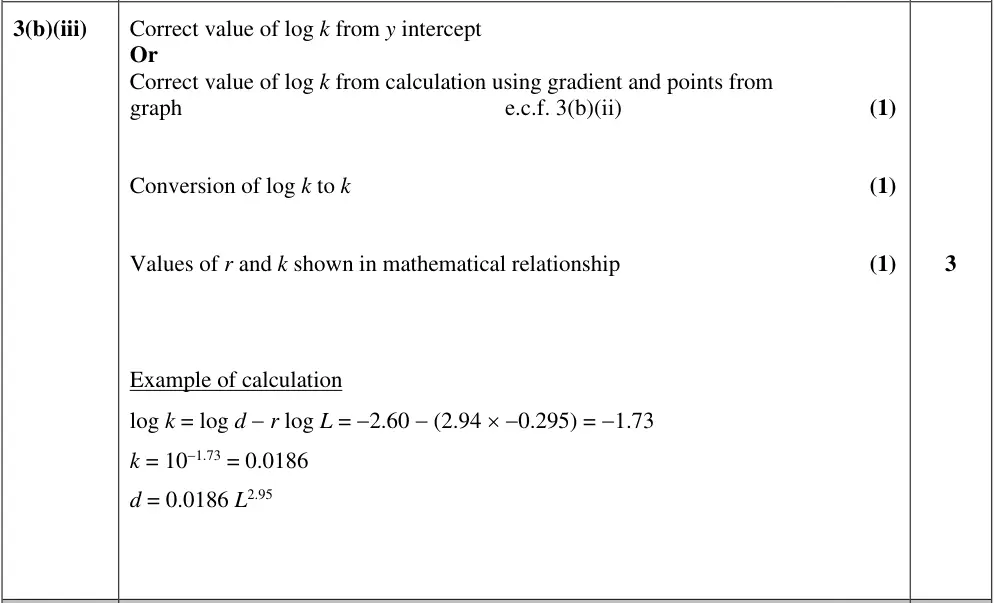 3(b)(iii) Correct value of log k from y intercept
Or
Correct value of log k from calculation using gradient and points from
graph e.c.f. 3(b)(ii) (1)
Conversion of log k to k (1)
Values of r and k shown in mathematical relationship (1) 3
Example of calculation
log k = log d – r log L = –2.60 – (2.94 × –0.295) = –1.73
k = 10⁻¹·⁷³ = 0.0186
d = 0.0186 L²·⁹⁵